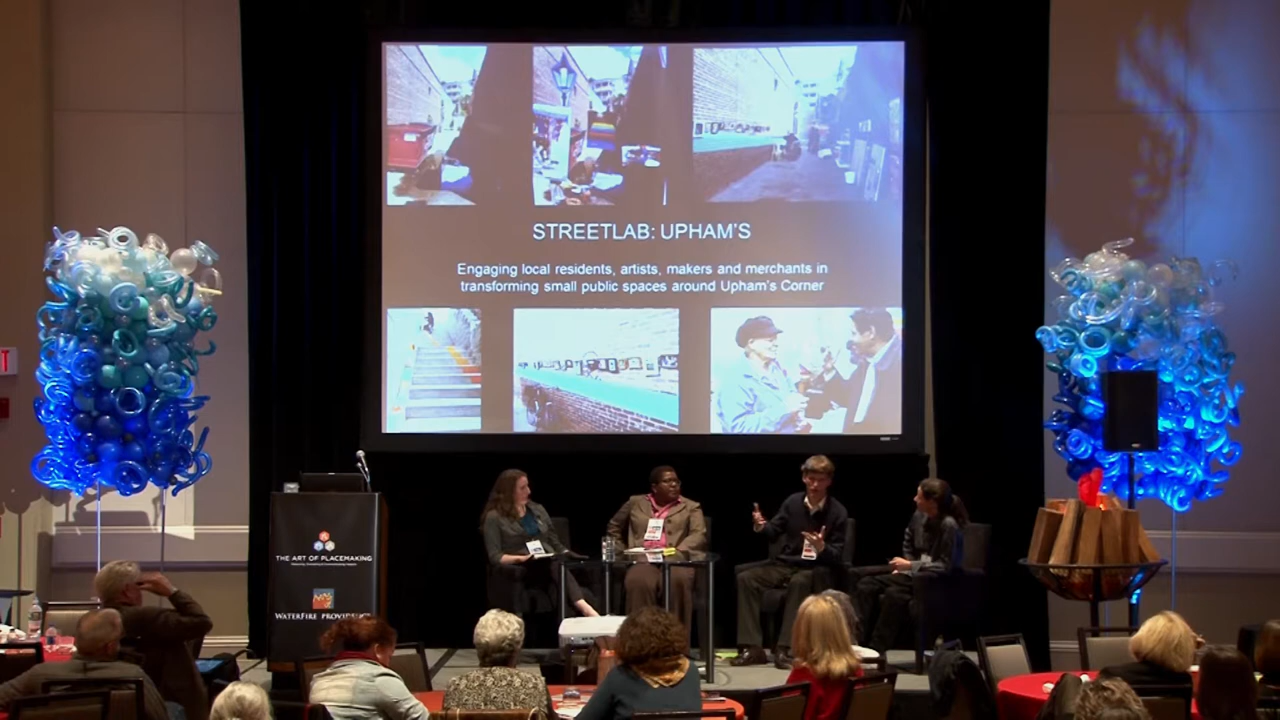 STREETLAB: UPHAM'S
Engaging local residents, artists, makers and merchants in
transforming small public spaces around Upham's Corner
T
THE ART OF PLACEMAKING
WATERFIRE PROVIDENCE